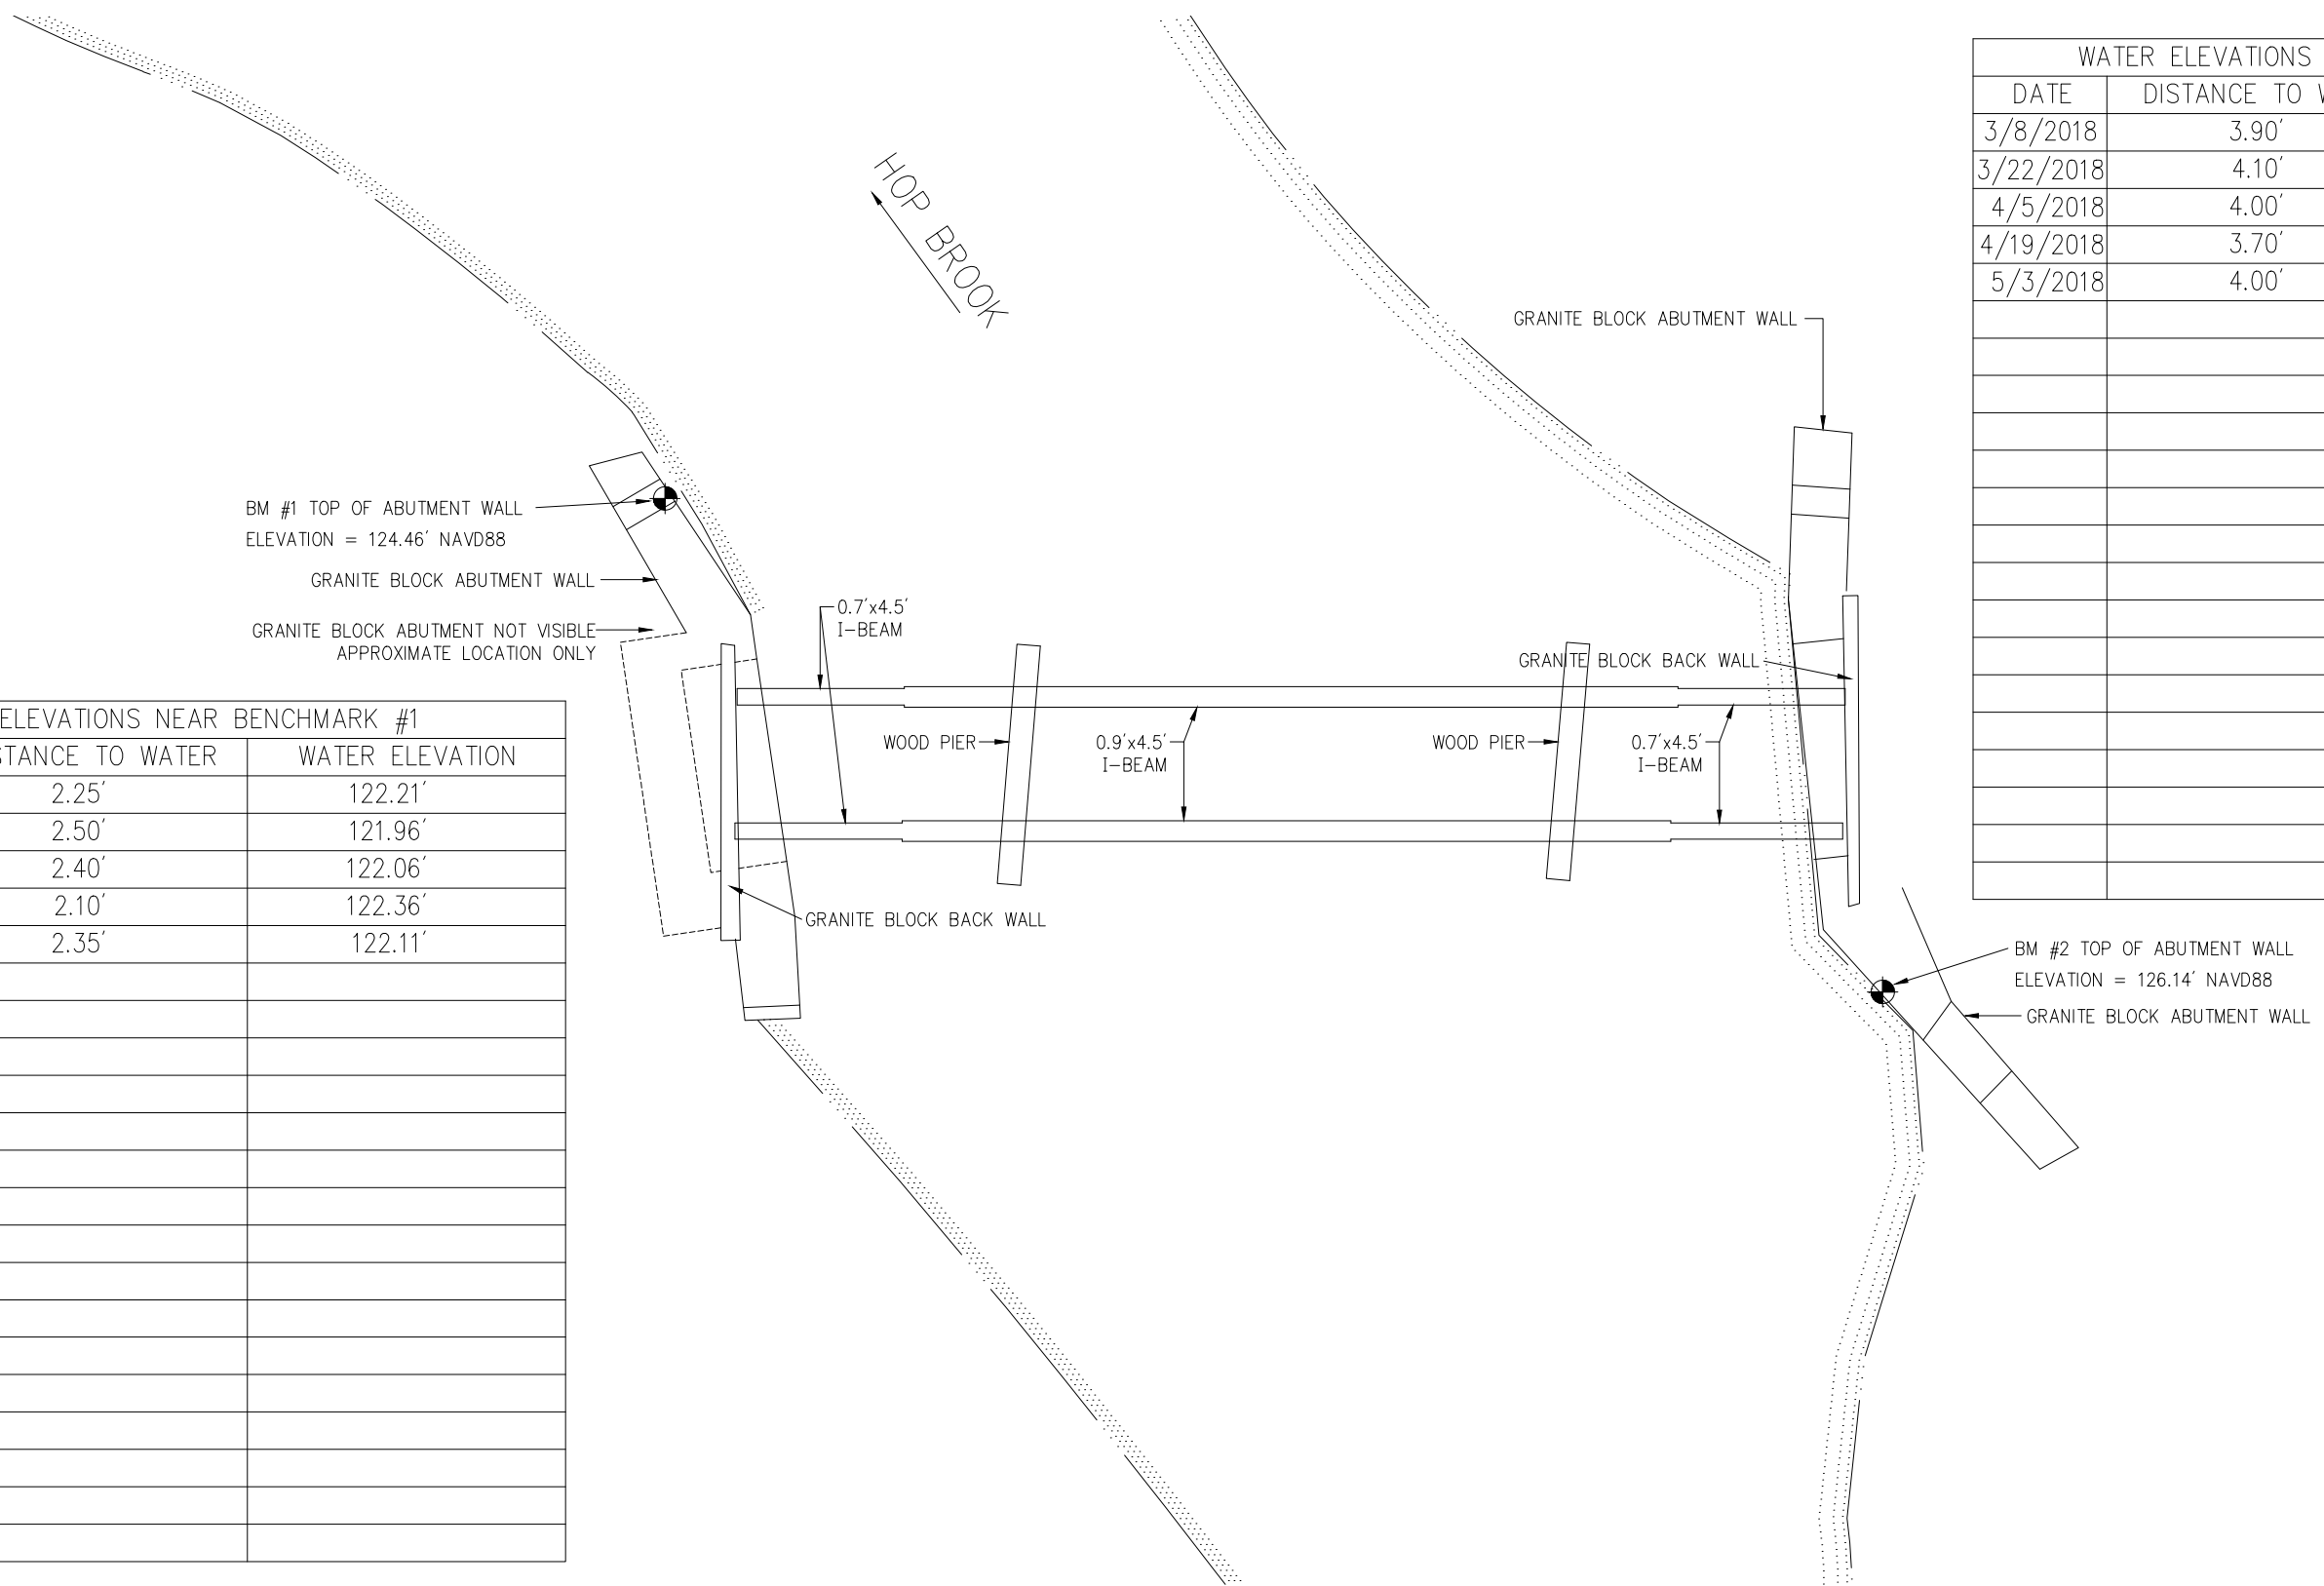 WATER ELEVATIONS
DATE DISTANCE TO
3/8/2018 3.90′
3/22/2018 4.10′
4/5/2018 4.00′
4/19/2018 3.70′
5/3/2018 4.00′
HOP BROOK
GRANITE BLOCK ABUTMENT WALL
BM #1 TOP OF ABUTMENT WALL
ELEVATION = 124.46′ NAVD88
GRANITE BLOCK ABUTMENT WALL
GRANITE BLOCK ABUTMENT NOT VISIBLE
APPROXIMATE LOCATION ONLY
0.7′x4.5′
I-BEAM
GRANITE BLOCK BACK WALL
WOOD PIER
0.9′x4.5′
I-BEAM
WOOD PIER
0.7′x4.5′
I-BEAM
GRANITE BLOCK BACK WALL
ELEVATIONS NEAR BENCHMARK #1
STANCE TO WATER WATER ELEVATION
2.25′ 122.21′
2.50′ 121.96′
2.40′ 122.06′
2.10′ 122.36′
2.35′ 122.11′
BM #2 TOP OF ABUTMENT WALL
ELEVATION = 126.14′ NAVD88
GRANITE BLOCK ABUTMENT WALL